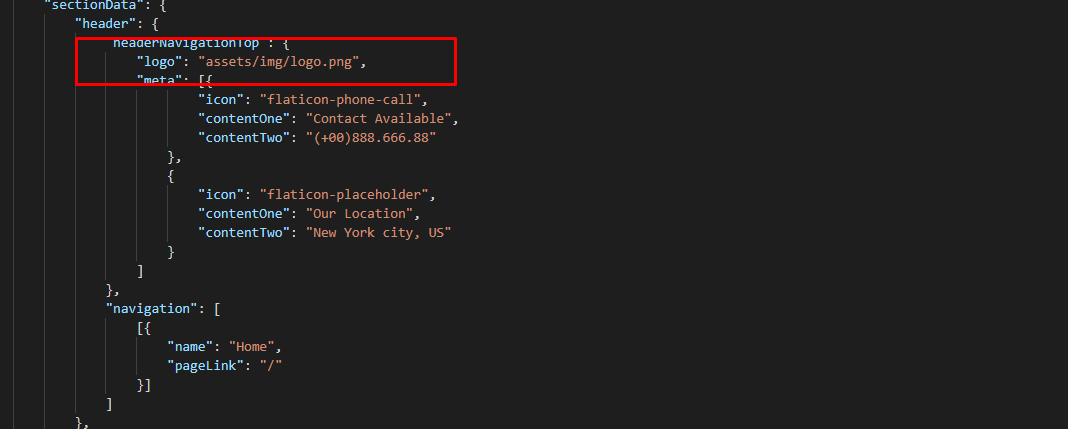 "sectionData": {
"header": {
headerNavigationTop : {
"logo": "assets/img/logo.png",
"meta": [{
"icon": "flaticon-phone-call",
"contentOne": "Contact Available",
"contentTwo": "(+00)888.666.88"
},
{
"icon": "flaticon-placeholder",
"contentOne": "Our Location",
"contentTwo": "New York city, US"
}
]
},
"navigation": [
[{
"name": "Home",
"pageLink": "/"
}]
]
},